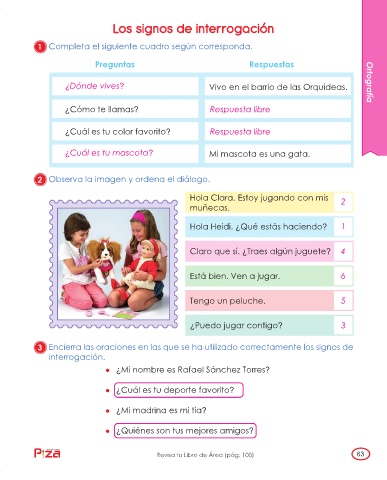 Los signos de interrogación
1 Completa el siguiente cuadro según corresponda.
Preguntas Respuestas
¿Dónde vives? Vivo en el barrio de las Orquídeas.
¿Cómo te llamas? Respuesta libre
¿Cuál es tu color favorito? Respuesta libre
¿Cuál es tu mascota? Mi mascota es una gata.
Ortografía
2 Observa la imagen y ordena el diálogo.
Hola Clara. Estoy jugando con mis
muñecas. 2
Hola Heidi. ¿Qué estás haciendo? 1
Claro que sí. ¿Traes algún juguete? 4
Está bien. Ven a jugar. 6
Tengo un peluche. 5
¿Puedo jugar contigo? 3
3 Encierra las oraciones en las que se ha utilizado correctamente los signos de
interrogación.
• ¿Mi nombre es Rafael Sánchez Torres?
• ¿Cuál es tu deporte favorito?
• ¿Mi madrina es mi tía?
• ¿Quiénes son tus mejores amigos?
Revisa tu Libro de Área (pág. 100)
63